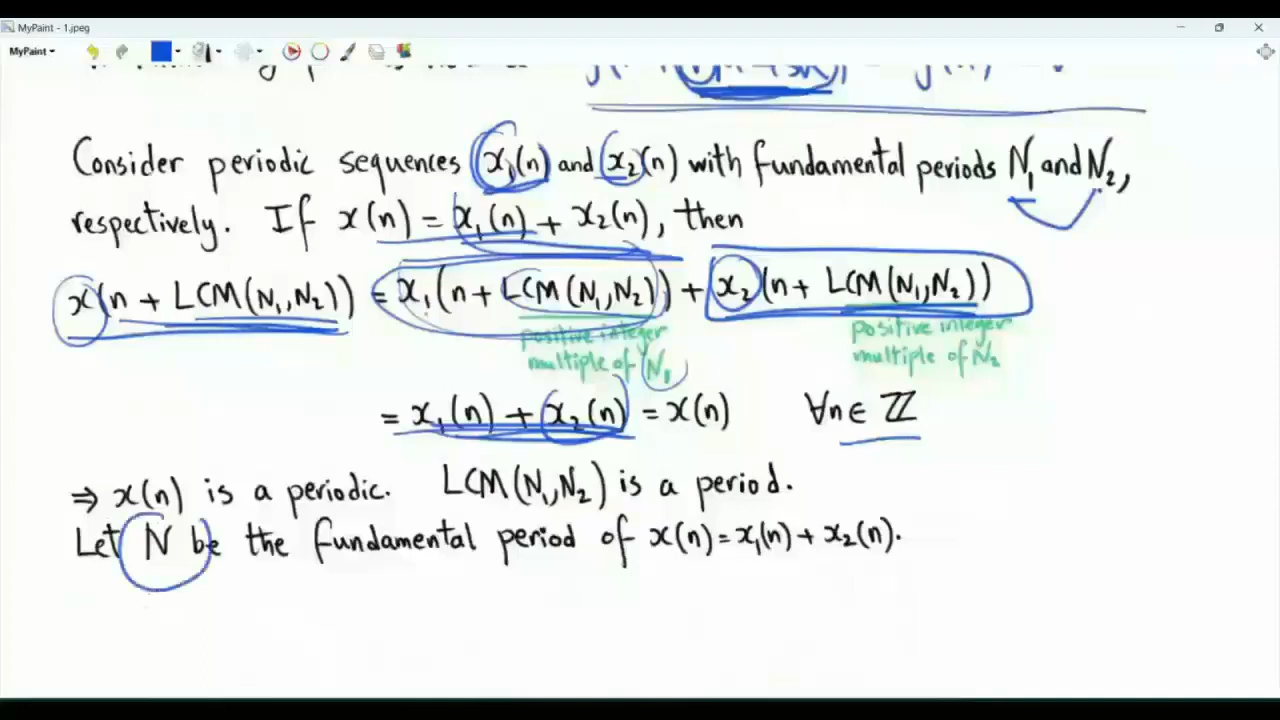 MyPaint - 1.jpeg
MyPaint
Consider periodic sequences x₁(n) and x₂(n) with fundamental periods N₁ and N₂,
respectively. If x(n) = x₁(n) + x₂(n), then
x(n + LCM(N₁,N₂)) = x₁(n + LCM(N₁,N₂)) + x₂(n + LCM(N₁,N₂))
positive integer multiple of N₁
positive integer multiple of N₂
= x₁(n) + x₂(n) = x(n) ∀n ∈ ℤ
⇒ x(n) is a periodic. LCM(N₁,N₂) is a period.
Let N be the fundamental period of x(n) = x₁(n) + x₂(n).